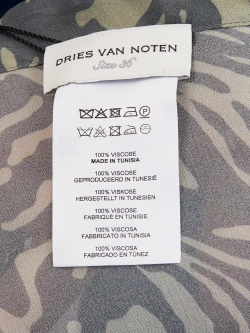 DRIES VAN NOTEN
Size 36
100% VISCOSE
MADE IN TUNISIA
100% VISCOSE
GEPRODUCEERD IN TUNESIË
100% VISKOSE
HERGESTELLT IN TUNESIEN
100% VISCOSE
FABRIQUÉ EN TUNISIE
100% VISCOSA
FABBRICATO IN TUNISIA
100% VISCOSA
FABRICADO EN TÚNEZ